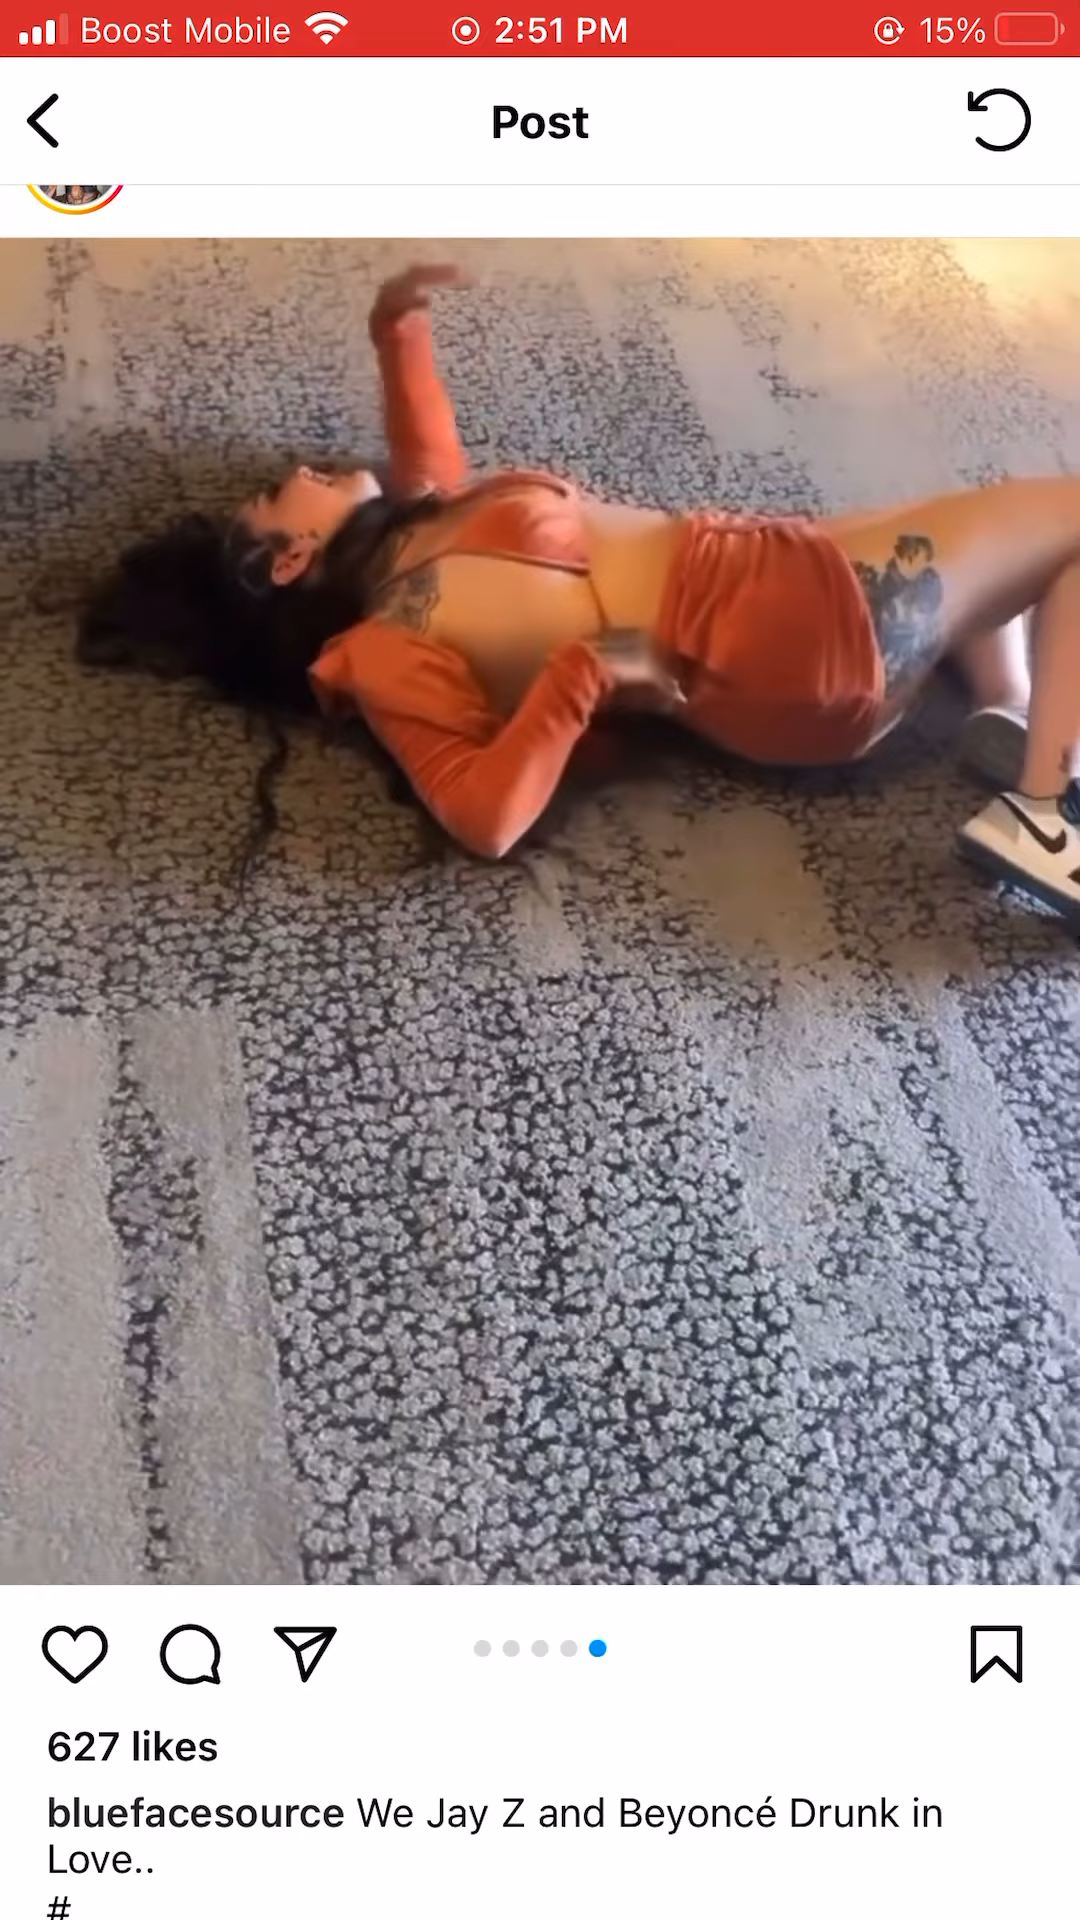 Boost Mobile 2:51 PM 15%
Post
627 likes
bluefacesource We Jay Z and Beyoncé Drunk in
Love..
#